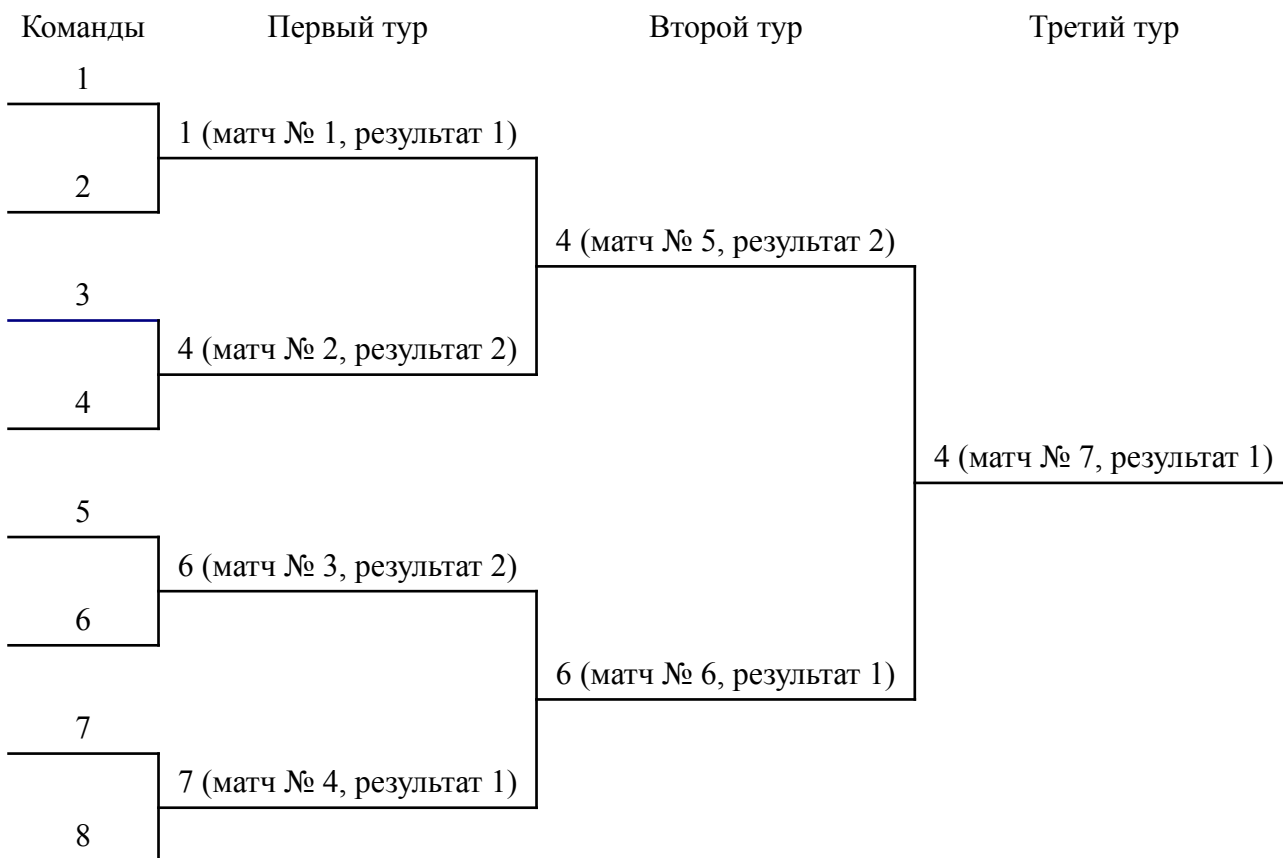 Команды Первый тур Второй тур Третий тур
1
1 (матч № 1, результат 1)
2
4 (матч № 5, результат 2)
3
4 (матч № 2, результат 2)
4
4 (матч № 7, результат 1)
5
6 (матч № 3, результат 2)
6
6 (матч № 6, результат 1)
7
7 (матч № 4, результат 1)
8